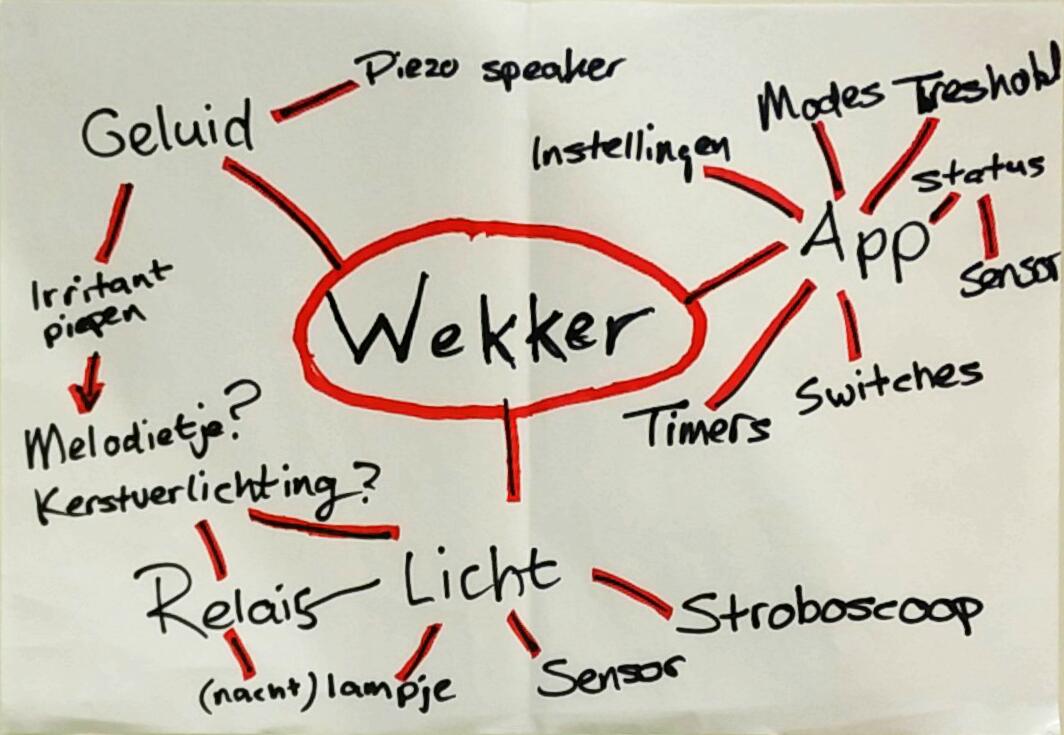 Piezo speaker
Geluid
Modes Treshold
Instellingen
status
App
Sensor
Irritant
piepen
Wekker
Switches
Timers
Melodietje?
Kerstverlichting?
Licht
Relais
Stroboscoop
Sensor
(nacht) lampje